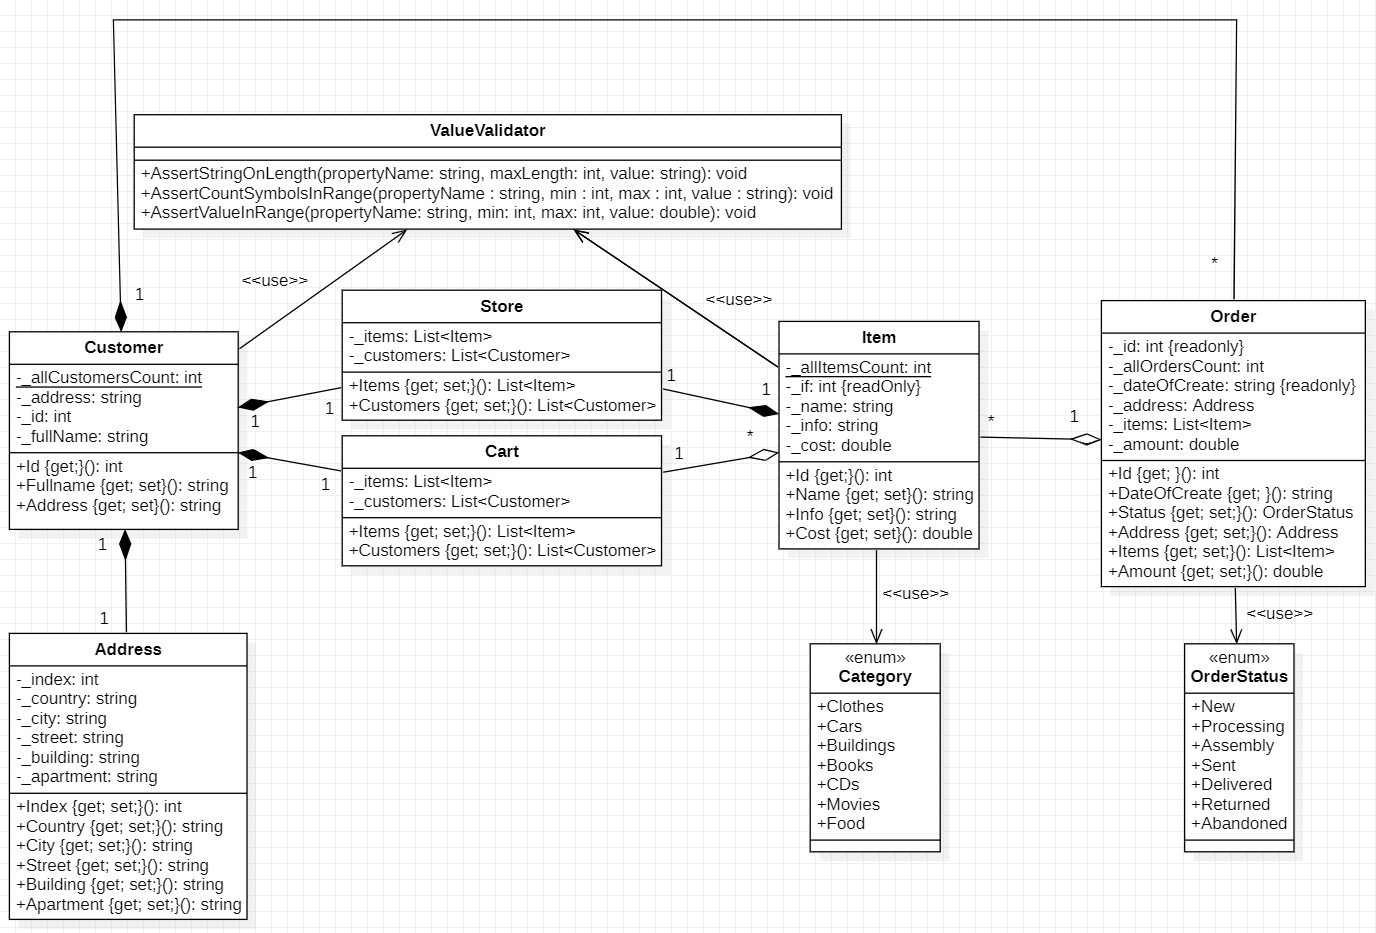 ValueValidator
+AssertStringOnLength(propertyName: string, maxLength: int, value: string): void
+AssertCountSymbolsInRange(propertyName : string, min : int, max : int, value : string): void
+AssertValueInRange(propertyName: string, min: int, max: int, value: double): void
<<use>>
<<use>>
1
*
Customer
-_allCustomersCount: int
-_address: string
-_id: int
-_fullName: string
+Id {get;}(): int
+Fullname {get; set}(): string
+Address {get; set}(): string
1
1
1
1
Store
-_items: List<Item>
-_customers: List<Customer>
+Items {get; set;}(): List<Item>
+Customers {get; set;}(): List<Customer>
1
1
Cart
-_items: List<Item>
-_customers: List<Customer>
+Items {get; set;}(): List<Item>
+Customers {get; set;}(): List<Customer>
1
*
Item
-_allItemsCount: int
-_if: int {readOnly}
-_name: string
-_info: string
-_cost: double
+Id {get;}(): int
+Name {get; set}(): string
+Info {get; set}(): string
+Cost {get; set}(): double
*
1
Order
-_id: int {readonly}
-_allOrdersCount: int
-_dateOfCreate: string {readonly}
-_address: Address
-_items: List<Item>
-_amount: double
+Id {get; }(): int
+DateOfCreate {get; }(): string
+Status {get; set;}(): OrderStatus
+Address {get; set;}(): Address
+Items {get; set;}(): List<Item>
+Amount {get; set;}(): double
1
1
Address
-_index: int
-_country: string
-_city: string
-_street: string
-_building: string
-_apartment: string
+Index {get; set;}(): int
+Country {get; set;}(): string
+City {get; set;}(): string
+Street {get; set;}(): string
+Building {get; set;}(): string
+Apartment {get; set;}(): string
<<use>>
«enum»
Category
+Clothes
+Cars
+Buildings
+Books
+CDs
+Movies
+Food
<<use>>
«enum»
OrderStatus
+New
+Processing
+Assembly
+Sent
+Delivered
+Returned
+Abandoned